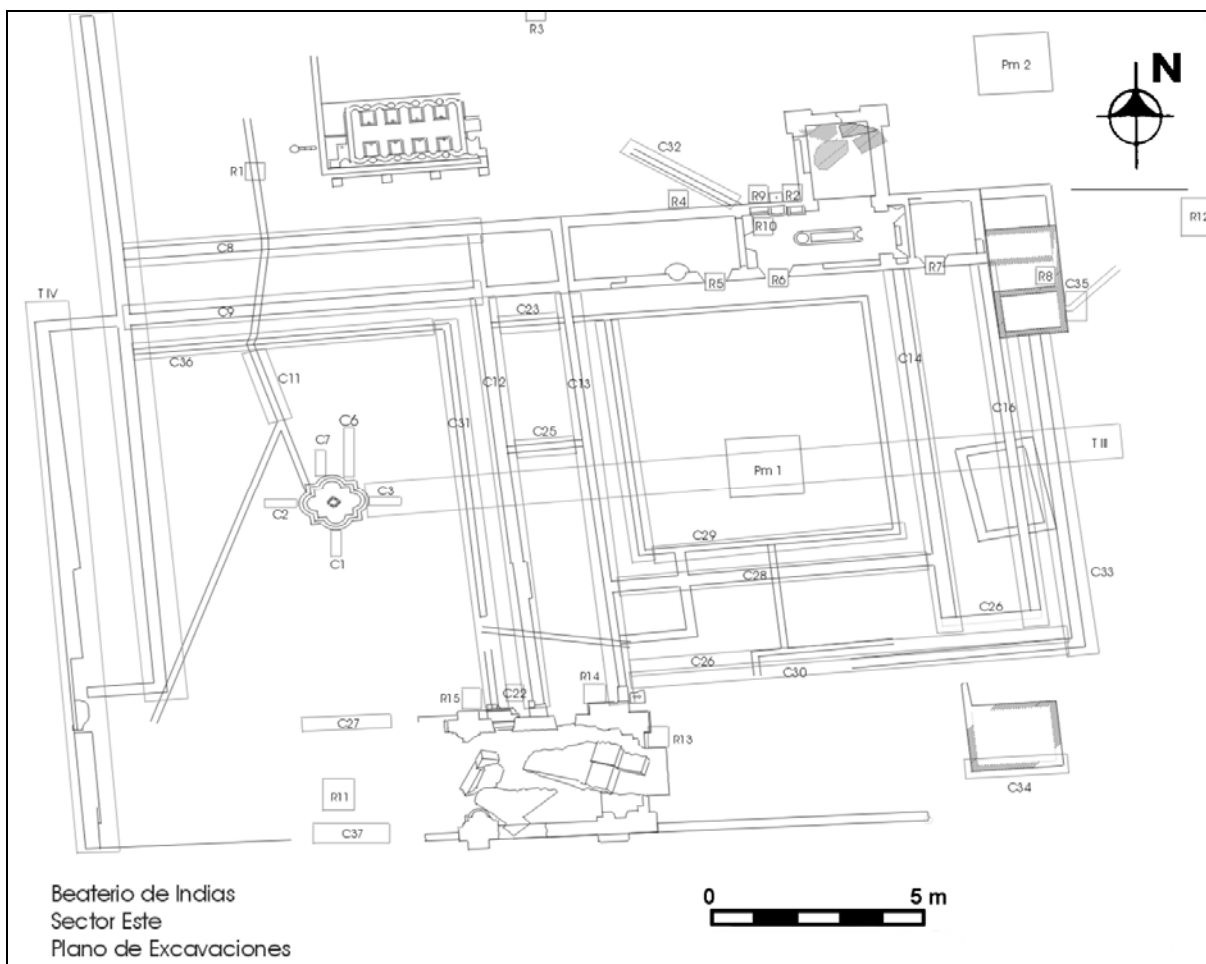 R3
Pm 2
N
C32
R1
R4
R9
R2
R10
R12
C8
R5
R6
R7
R8
C35
T IV
C9
C23
C36
C11
C12
C13
C14
C16
C31
C6
C7
C25
Pm 1
T III
C2
C3
C1
C29
C28
C33
C26
C26
C30
R15
C22
R14
C27
R13
R11
C34
C37
Beaterio de Indias
Sector Este
Plano de Excavaciones
0 5 m